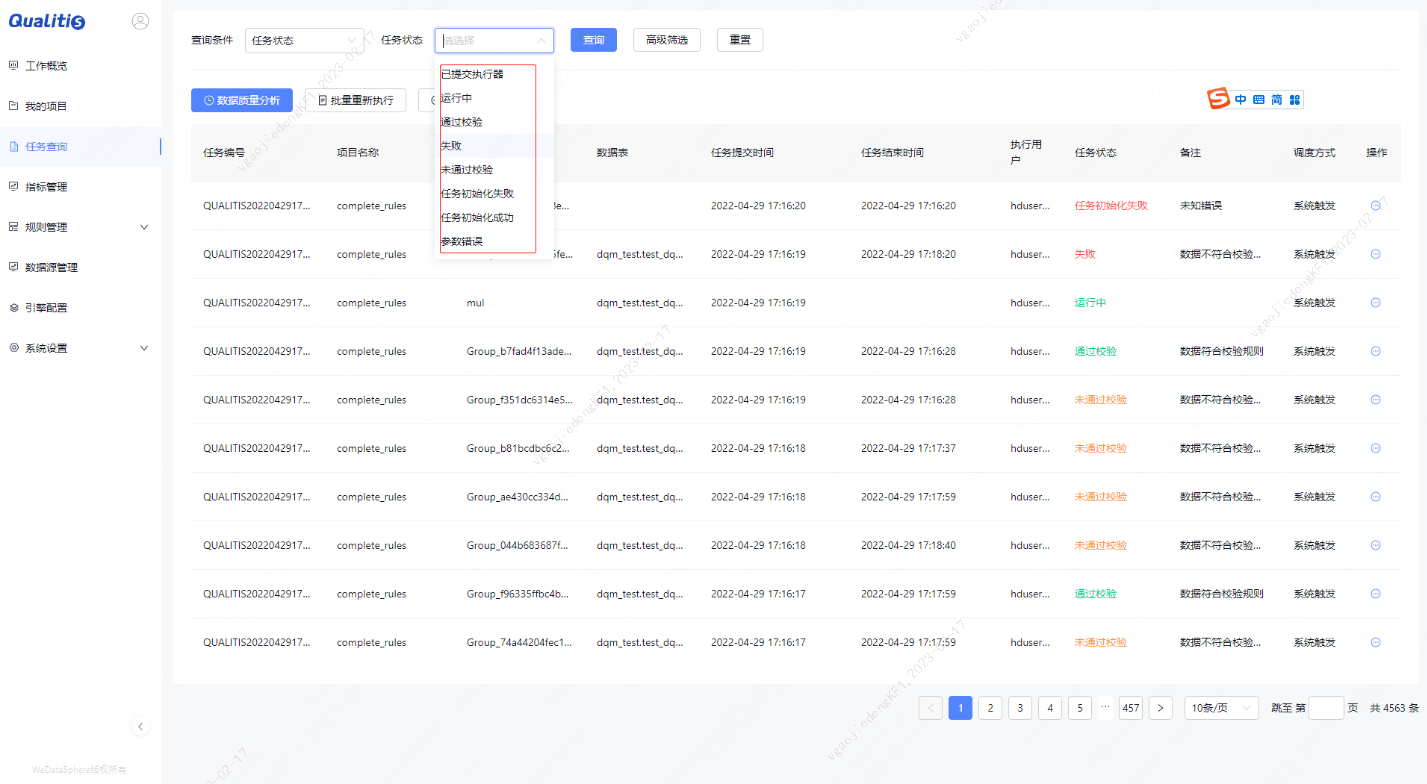 Qualitis
工作概览
我的项目
任务查询
指标管理
规则管理
数据源管理
引擎配置
系统设置
WeDataSphere版权所有
查询条件 任务状态 任务状态 请选择 查询 高级筛选 重置
数据质量分析 批量重新执行
已提交执行器
运行中
通过校验
失败
未通过校验
任务初始化失败
任务初始化成功
参数错误
中 简
任务编号 项目名称 数据表 任务提交时间 任务结束时间 执行用户 任务状态 备注 调度方式 操作
QUALITIS2022042917... complete_rules 2022-04-29 17:16:20 2022-04-29 17:16:20 hduser... 任务初始化失败 未知错误 系统触发
QUALITIS2022042917... complete_rules dqm_test.test_dq... 2022-04-29 17:16:19 2022-04-29 17:18:20 hduser... 失败 数据不符合校验... 系统触发
QUALITIS2022042917... complete_rules mul dqm_test.test_dq... 2022-04-29 17:16:19 hduser... 运行中 系统触发
QUALITIS2022042917... complete_rules Group_b7fad4f13ade... dqm_test.test_dq... 2022-04-29 17:16:19 2022-04-29 17:16:28 hduser... 通过校验 数据符合校验规则 系统触发
QUALITIS2022042917... complete_rules Group_f351dc6314e5... dqm_test.test_dq... 2022-04-29 17:16:19 2022-04-29 17:16:28 hduser... 未通过校验 数据不符合校验... 系统触发
QUALITIS2022042917... complete_rules Group_b81bcdbc6c2... dqm_test.test_dq... 2022-04-29 17:16:18 2022-04-29 17:17:37 hduser... 未通过校验 数据不符合校验... 系统触发
QUALITIS2022042917... complete_rules Group_ae430cc334d... dqm_test.test_dq... 2022-04-29 17:16:18 2022-04-29 17:17:59 hduser... 未通过校验 数据不符合校验... 系统触发
QUALITIS2022042917... complete_rules Group_044b683687f... dqm_test.test_dq... 2022-04-29 17:16:18 2022-04-29 17:18:40 hduser... 未通过校验 数据不符合校验... 系统触发
QUALITIS2022042917... complete_rules Group_f96335ffbc4b... dqm_test.test_dq... 2022-04-29 17:16:17 2022-04-29 17:17:59 hduser... 通过校验 数据符合校验规则 系统触发
QUALITIS2022042917... complete_rules Group_74a44204fec1... dqm_test.test_dq... 2022-04-29 17:16:17 2022-04-29 17:17:59 hduser... 未通过校验 数据不符合校验... 系统触发
1 2 3 4 5 ... 457 10条/页 跳至 第 页 共 4563 条
vgaojiedengKF1,2023-02-17